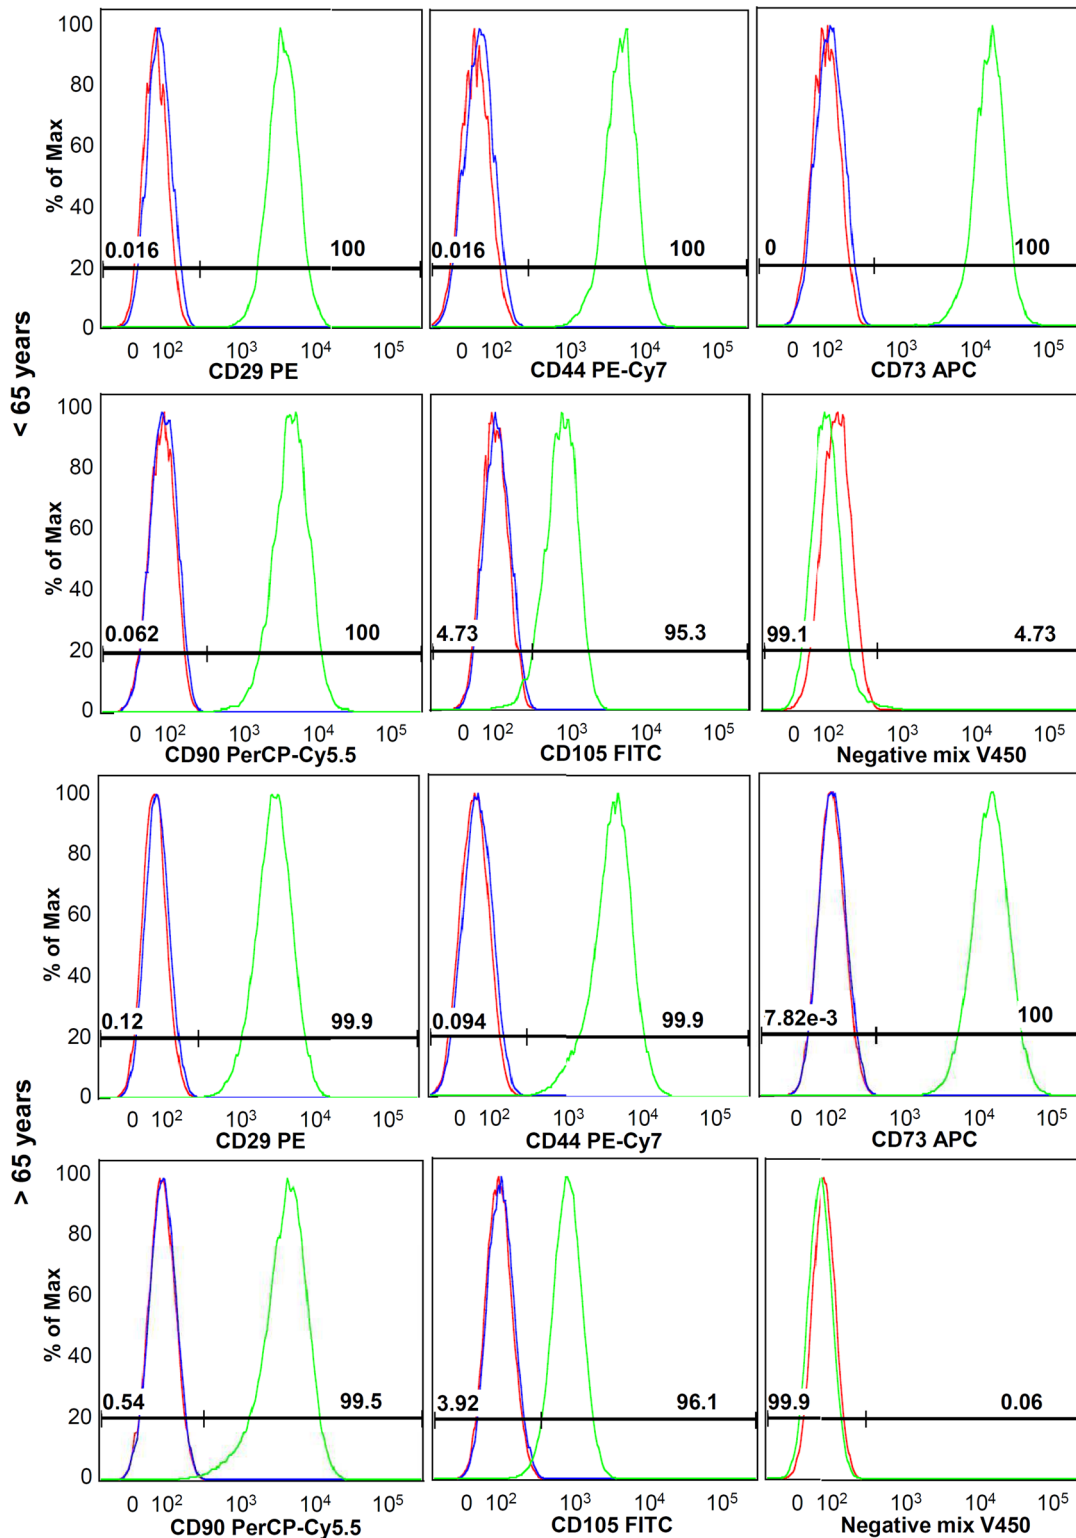 < 65 years
% of Max
100
80
60
40
20
0
0.016
100
0 10² 10³ 10⁴ 10⁵
CD29 PE
0.016
100
0 10² 10³ 10⁴ 10⁵
CD44 PE-Cy7
0
100
0 10² 10³ 10⁴ 10⁵
CD73 APC
% of Max
100
80
60
40
20
0
0.062
100
0 10² 10³ 10⁴ 10⁵
CD90 PerCP-Cy5.5
4.73
95.3
0 10² 10³ 10⁴ 10⁵
CD105 FITC
99.1
4.73
0 10² 10³ 10⁴ 10⁵
Negative mix V450
> 65 years
% of Max
100
80
60
40
20
0
0.12
99.9
0 10² 10³ 10⁴ 10⁵
CD29 PE
0.094
99.9
0 10² 10³ 10⁴ 10⁵
CD44 PE-Cy7
7.82e-3
100
0 10² 10³ 10⁴ 10⁵
CD73 APC
% of Max
100
80
60
40
20
0
0.54
99.5
0 10² 10³ 10⁴ 10⁵
CD90 PerCP-Cy5.5
3.92
96.1
0 10² 10³ 10⁴ 10⁵
CD105 FITC
99.9
0.06
0 10² 10³ 10⁴ 10⁵
Negative mix V450